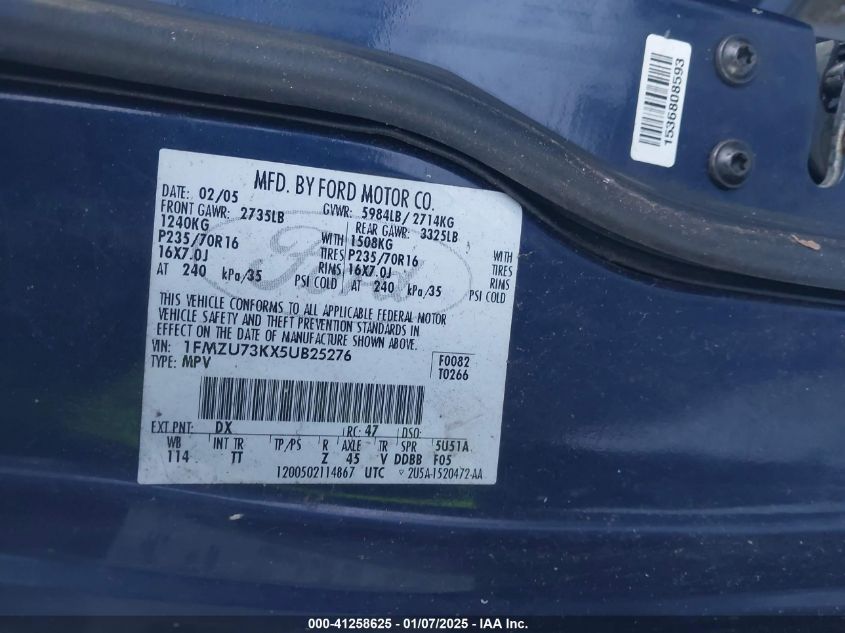 1536808593
MFD. BY FORD MOTOR CO.
DATE: 02/05 GVWR: 5984LB/2714KG
FRONT GAWR: 2735LB REAR GAWR: 3325LB
1240KG WITH 1508KG WITH
P235/70R16 TIRES P235/70R16 TIRES
16X7.0J RIMS 16X7.0J RIMS
AT 240 kPa/35 PSI COLD AT 240 kPa/35 PSI COLD
Ford
THIS VEHICLE CONFORMS TO ALL APPLICABLE FEDERAL MOTOR
VEHICLE SAFETY AND THEFT PREVENTION STANDARDS IN
EFFECT ON THE DATE OF MANUFACTURE SHOWN ABOVE.
VIN: 1FMZU73KX5UB25276 F0082
TYPE: MPV T0266
EXT PNT: DX RC: 47 DSO:
WB INT TR TP/PS R AXLE TR SPR 5U51A
114 TT Z 45 V DDBB F05
1200502114867 UTC 2U5A-1520472-AA
000-41258625 - 01/07/2025 - IAA Inc.